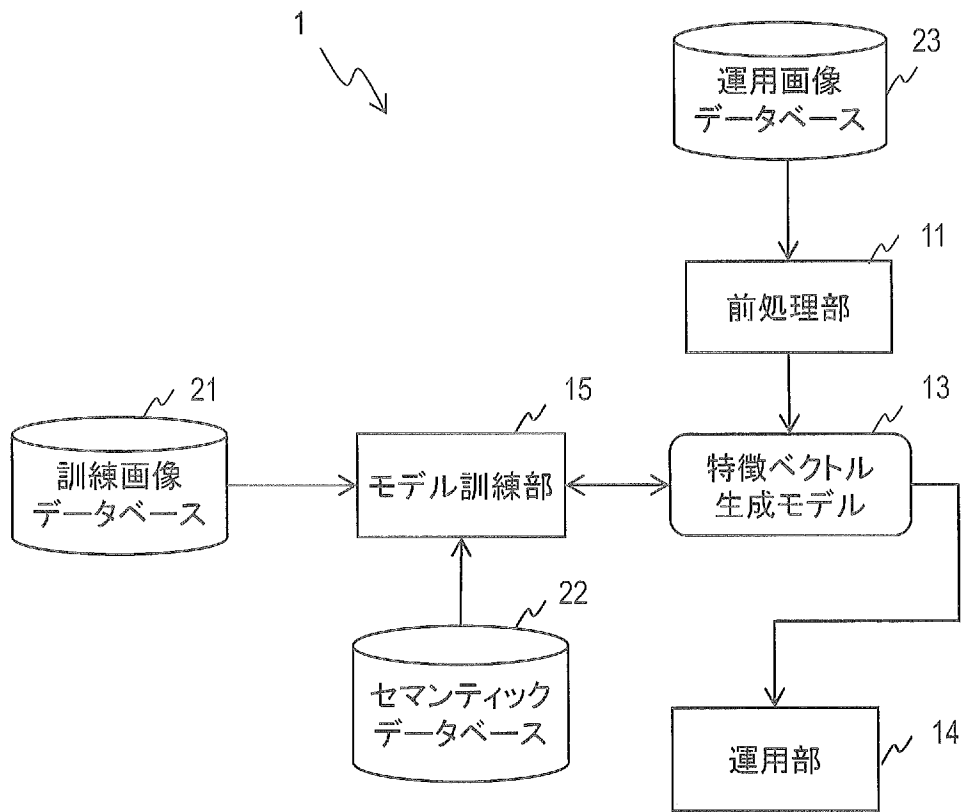 1
23
運用画像
データベース
11
前処理部
21
15
13
訓練画像
データベース
モデル訓練部
特徴ベクトル
生成モデル
22
セマンティック
データベース
14
運用部